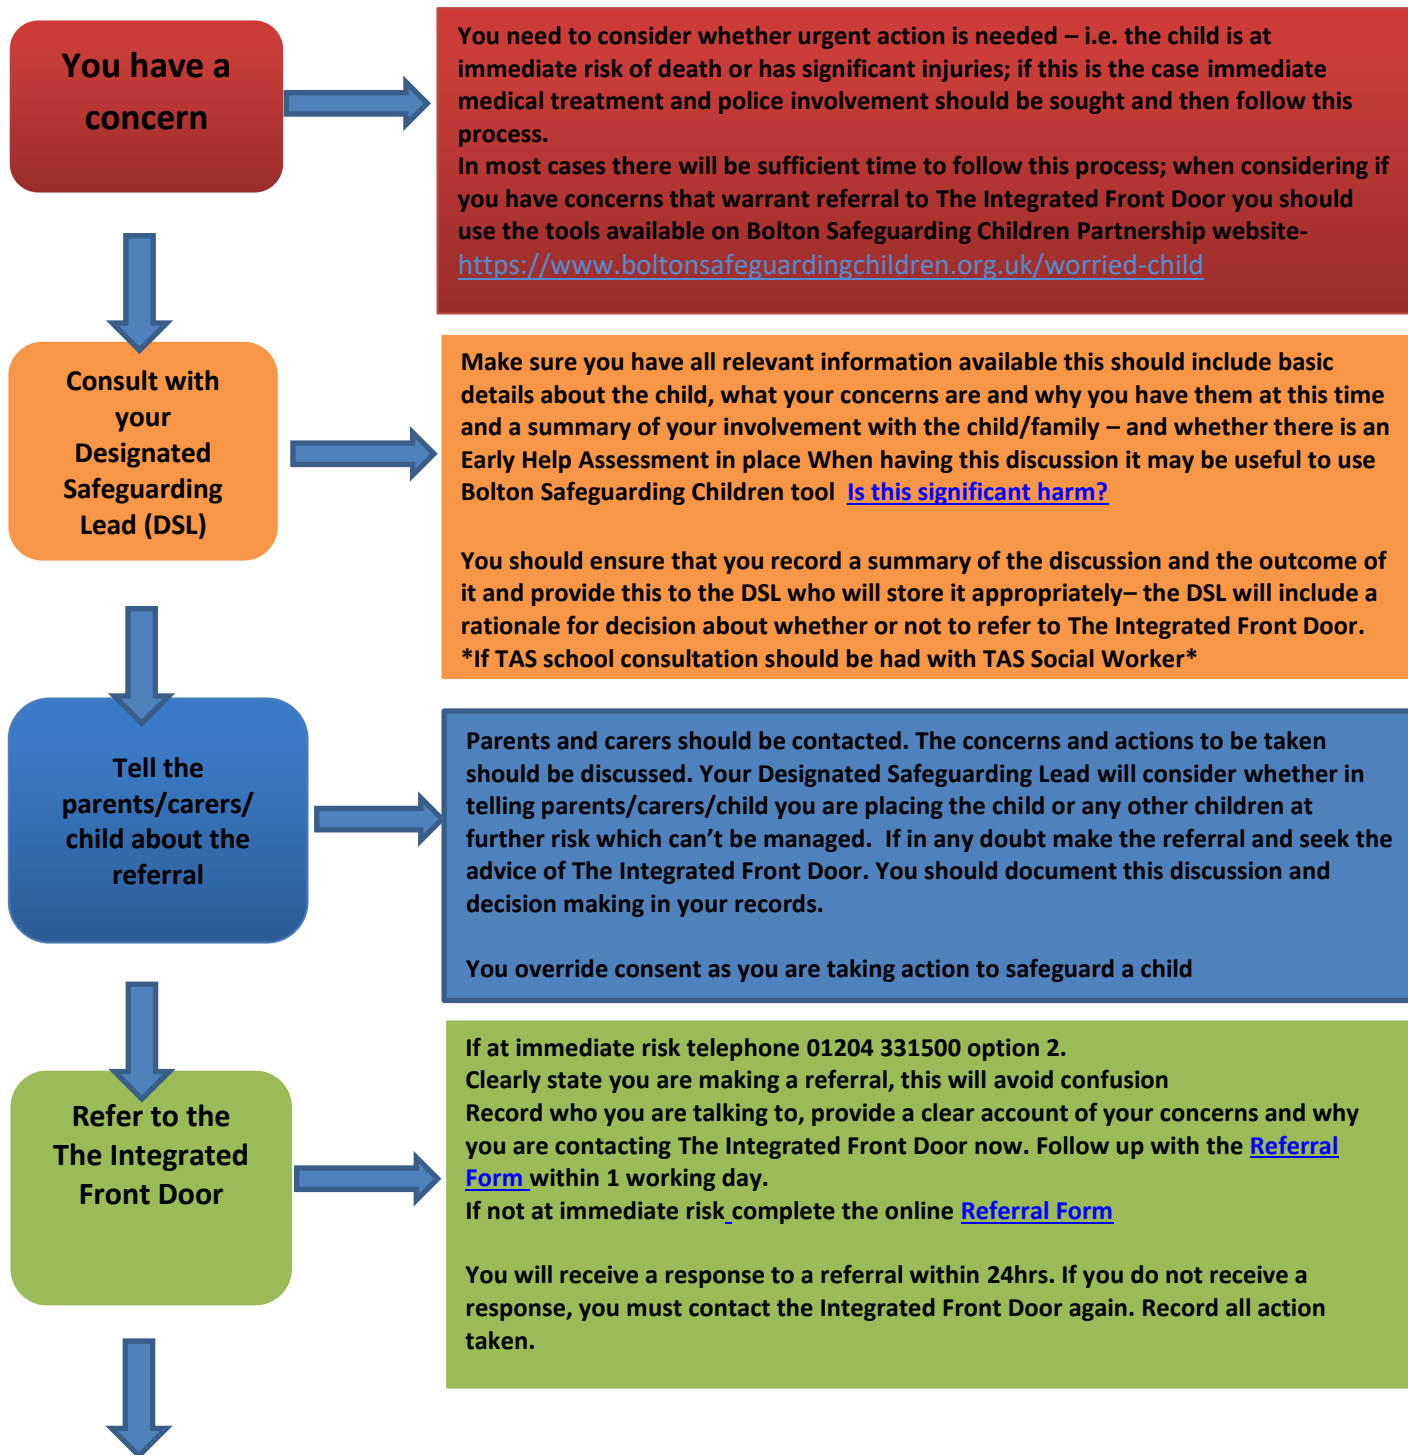 You have a
concern
You need to consider whether urgent action is needed – i.e. the child is at
immediate risk of death or has significant injuries; if this is the case immediate
medical treatment and police involvement should be sought and then follow this
process.
In most cases there will be sufficient time to follow this process; when considering if
you have concerns that warrant referral to The Integrated Front Door you should
use the tools available on Bolton Safeguarding Children Partnership website-
https://www.boltonsafeguardingchildren.org.uk/worried-child
Consult with
your
Designated
Safeguarding
Lead (DSL)
Make sure you have all relevant information available this should include basic
details about the child, what your concerns are and why you have them at this time
and a summary of your involvement with the child/family – and whether there is an
Early Help Assessment in place When having this discussion it may be useful to use
Bolton Safeguarding Children tool Is this significant harm?
You should ensure that you record a summary of the discussion and the outcome of
it and provide this to the DSL who will store it appropriately– the DSL will include a
rationale for decision about whether or not to refer to The Integrated Front Door.
*If TAS school consultation should be had with TAS Social Worker*
Tell the
parents/carers/
child about the
referral
Parents and carers should be contacted. The concerns and actions to be taken
should be discussed. Your Designated Safeguarding Lead will consider whether in
telling parents/carers/child you are placing the child or any other children at
further risk which can’t be managed. If in any doubt make the referral and seek the
advice of The Integrated Front Door. You should document this discussion and
decision making in your records.
You override consent as you are taking action to safeguard a child
Refer to the
The Integrated
Front Door
If at immediate risk telephone 01204 331500 option 2.
Clearly state you are making a referral, this will avoid confusion
Record who you are talking to, provide a clear account of your concerns and why
you are contacting The Integrated Front Door now. Follow up with the Referral
Form within 1 working day.
If not at immediate risk complete the online Referral Form
You will receive a response to a referral within 24hrs. If you do not receive a
response, you must contact the Integrated Front Door again. Record all action
taken.